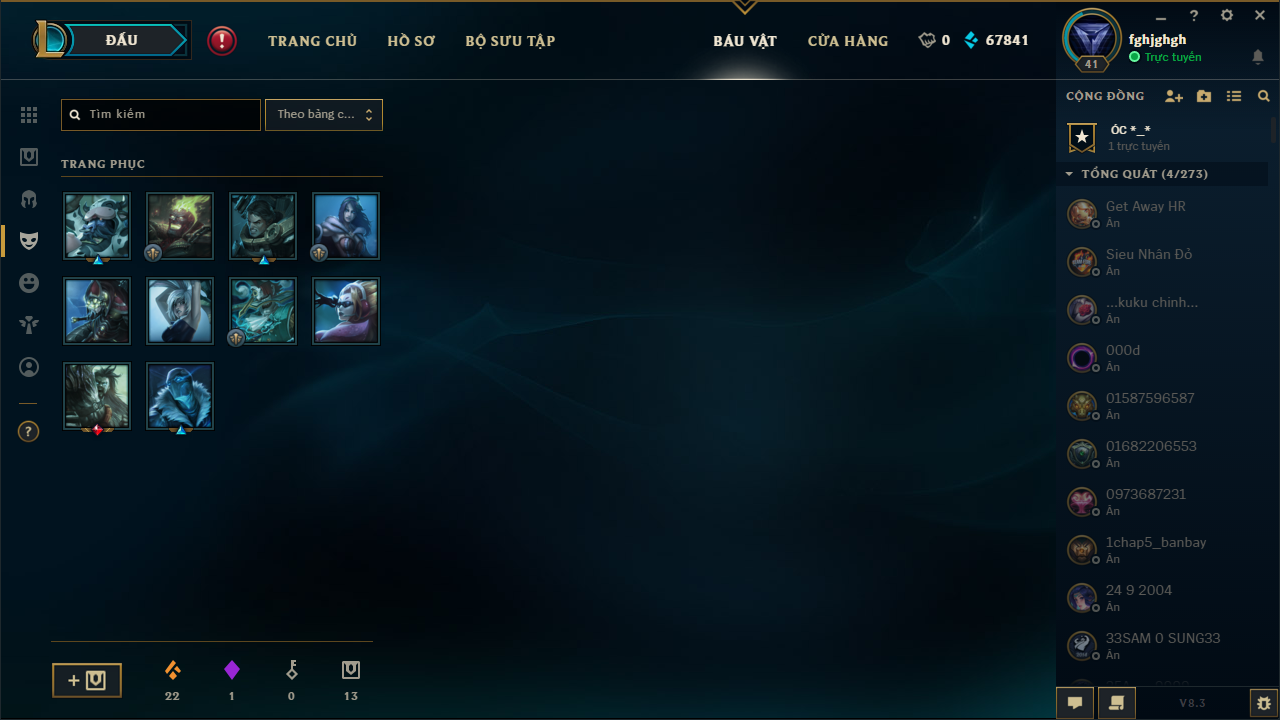 ĐẤU
TRANG CHỦ
HỒ SƠ
BỘ SƯU TẬP
BÁU VẬT
CỬA HÀNG
0
67841
41
fghjghgh
Trực tuyến
Tìm kiếm
Theo bảng c...
TRANG PHỤC
22
1
0
13
CỘNG ĐỒNG
ÓC *_*
1 trực tuyến
TỔNG QUÁT (4/273)
Get Away HR
Ẩn
Sieu Nhân Đỏ
Ẩn
...kuku chinh...
Ẩn
000d
Ẩn
01587596587
Ẩn
01682206553
Ẩn
0973687231
Ẩn
1chap5_banbay
Ẩn
24 9 2004
Ẩn
33SAM 0 SUNG33
Ẩn
V8.3